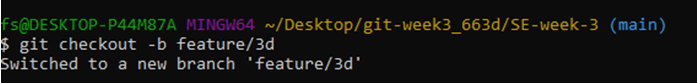 fs@DESKTOP-P44M87A MINGW64 ~/Desktop/git-week3_663d/SE-week-3 (main)
$ git checkout -b feature/3d
Switched to a new branch 'feature/3d'